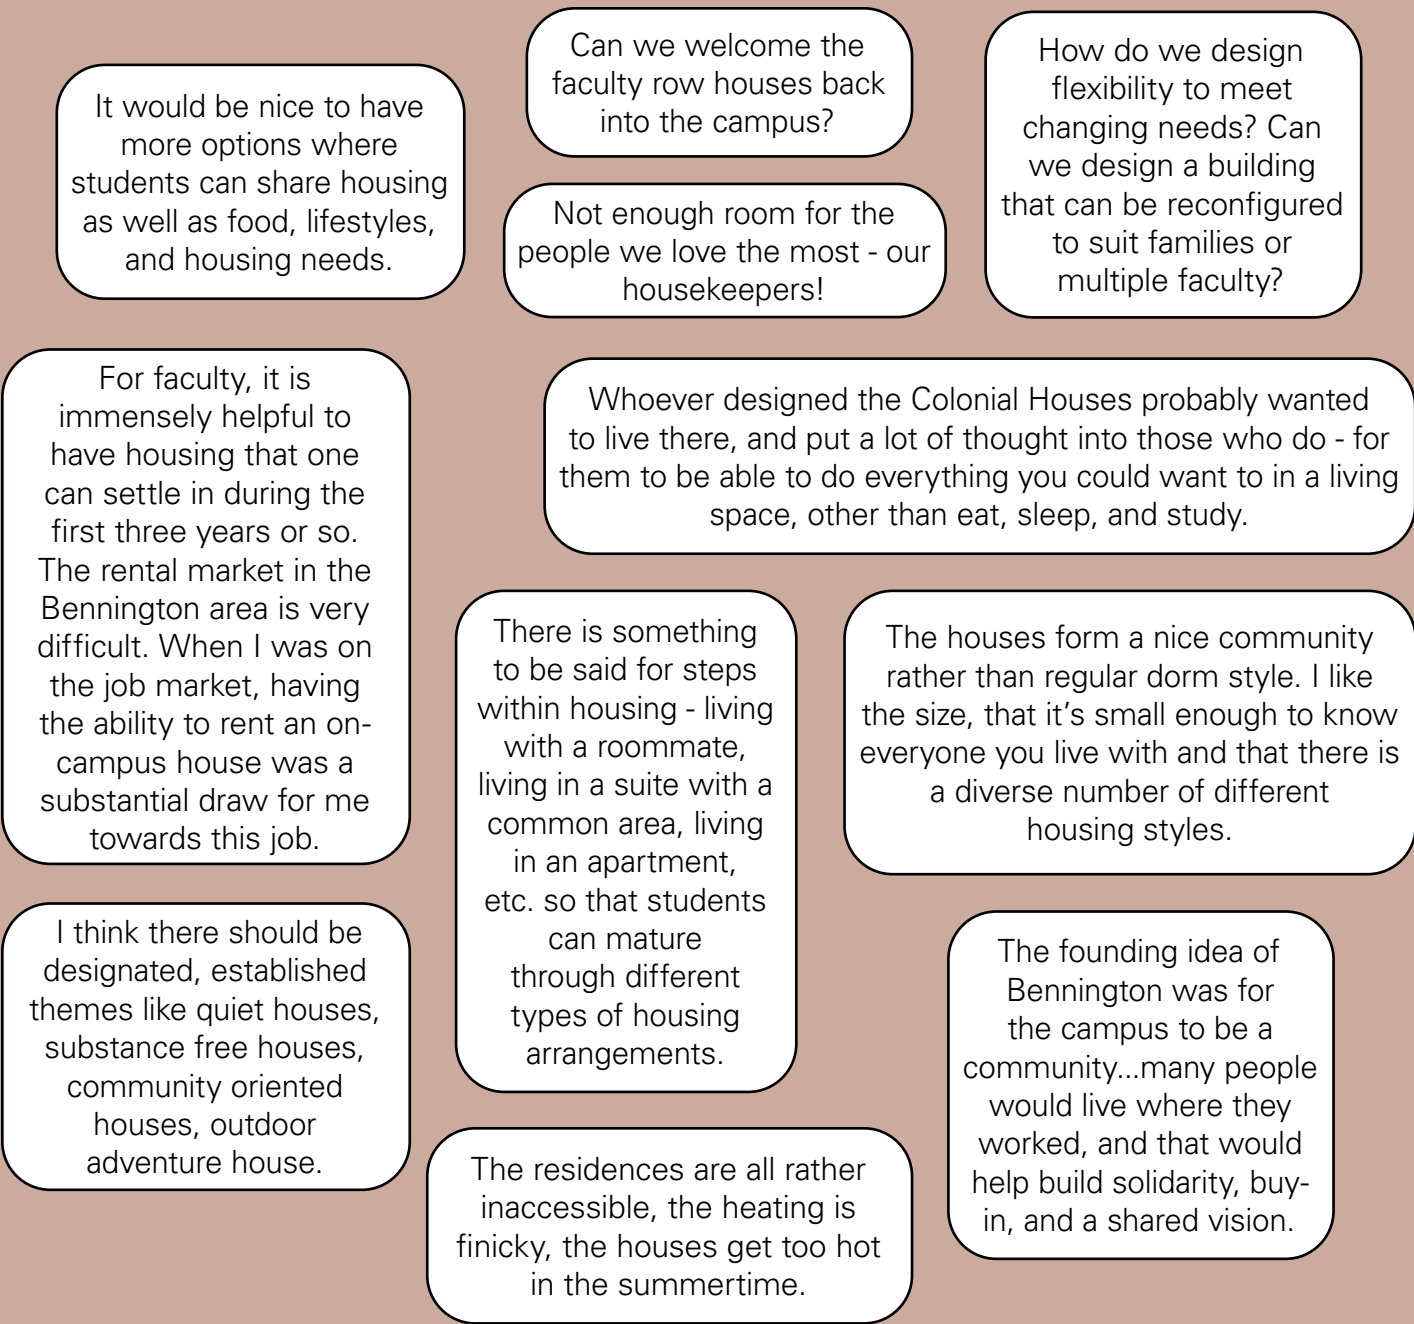 It would be nice to have
more options where
students can share housing
as well as food, lifestyles,
and housing needs.
Can we welcome the
faculty row houses back
into the campus?
Not enough room for the
people we love the most - our
housekeepers!
How do we design
flexibility to meet
changing needs? Can
we design a building
that can be reconfigured
to suit families or
multiple faculty?
For faculty, it is
immensely helpful to
have housing that one
can settle in during the
first three years or so.
The rental market in the
Bennington area is very
difficult. When I was on
the job market, having
the ability to rent an on-
campus house was a
substantial draw for me
towards this job.
Whoever designed the Colonial Houses probably wanted
to live there, and put a lot of thought into those who do - for
them to be able to do everything you could want to in a living
space, other than eat, sleep, and study.
There is something
to be said for steps
within housing - living
with a roommate,
living in a suite with a
common area, living
in an apartment,
etc. so that students
can mature
through different
types of housing
arrangements.
The houses form a nice community
rather than regular dorm style. I like
the size, that it's small enough to know
everyone you live with and that there is
a diverse number of different
housing styles.
I think there should be
designated, established
themes like quiet houses,
substance free houses,
community oriented
houses, outdoor
adventure house.
The founding idea of
Bennington was for
the campus to be a
community...many people
would live where they
worked, and that would
help build solidarity, buy-
in, and a shared vision.
The residences are all rather
inaccessible, the heating is
finicky, the houses get too hot
in the summertime.